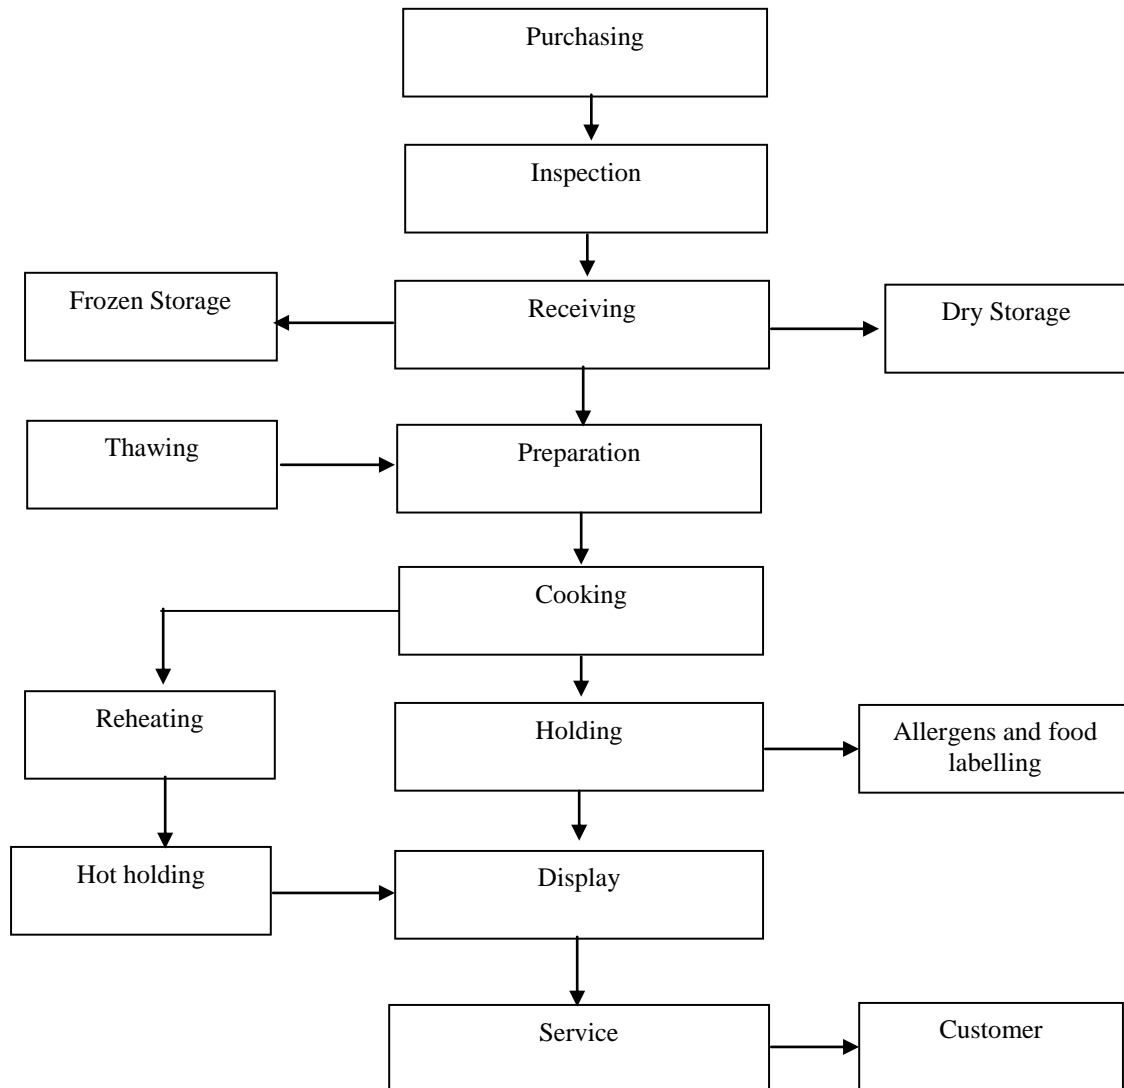 Purchasing
Inspection
Frozen Storage
Receiving
Dry Storage
Thawing
Preparation
Cooking
Reheating
Holding
Allergens and food
labelling
Hot holding
Display
Service
Customer